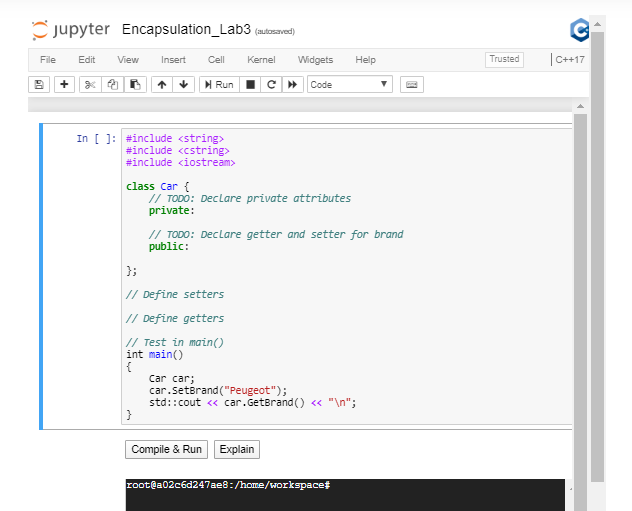 jupyter Encapsulation_Lab3 (autosaved)
File Edit View Insert Cell Kernel Widgets Help Trusted C++17
Run Code
In [ ]: #include <string>
#include <cstring>
#include <iostream>
class Car {
// TODO: Declare private attributes
private:
// TODO: Declare getter and setter for brand
public:
};
// Define setters
// Define getters
// Test in main()
int main()
{
Car car;
car.SetBrand("Peugeot");
std::cout << car.GetBrand() << "\n";
}
Compile & Run Explain
root@a02c6d247ae8:/home/workspace#